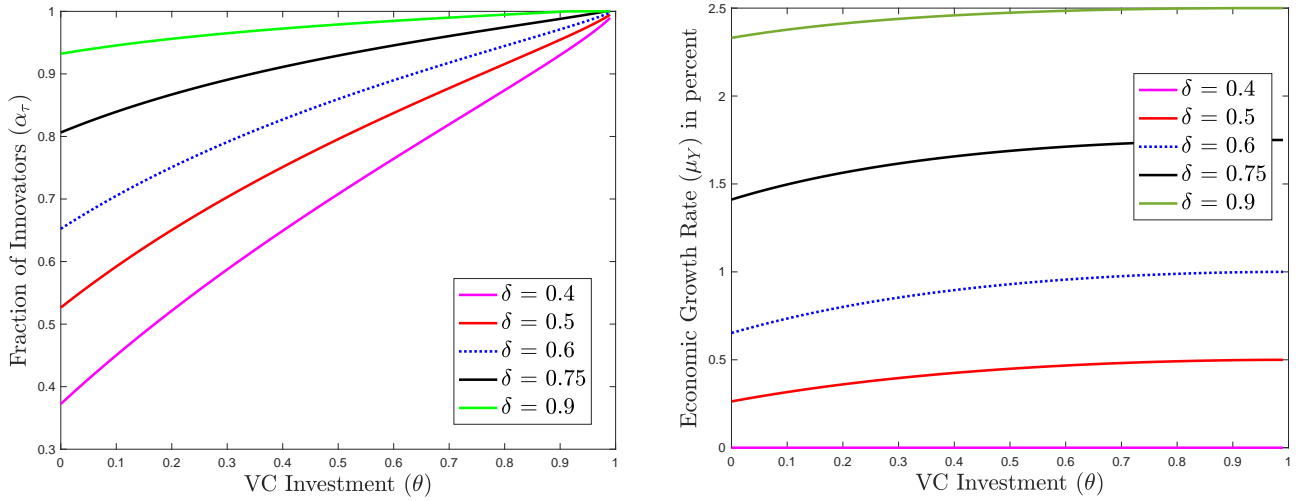 Fraction of Innovators (α_τ)
1
0.9
0.8
0.7
0.6
0.5
0.4
0.3
0 0.1 0.2 0.3 0.4 0.5 0.6 0.7 0.8 0.9 1
VC Investment (θ)
δ = 0.4
δ = 0.5
δ = 0.6
δ = 0.75
δ = 0.9
Economic Growth Rate (μ_Y) in percent
2.5
2
1.5
1
0.5
0
0 0.1 0.2 0.3 0.4 0.5 0.6 0.7 0.8 0.9 1
VC Investment (θ)
δ = 0.4
δ = 0.5
δ = 0.6
δ = 0.75
δ = 0.9